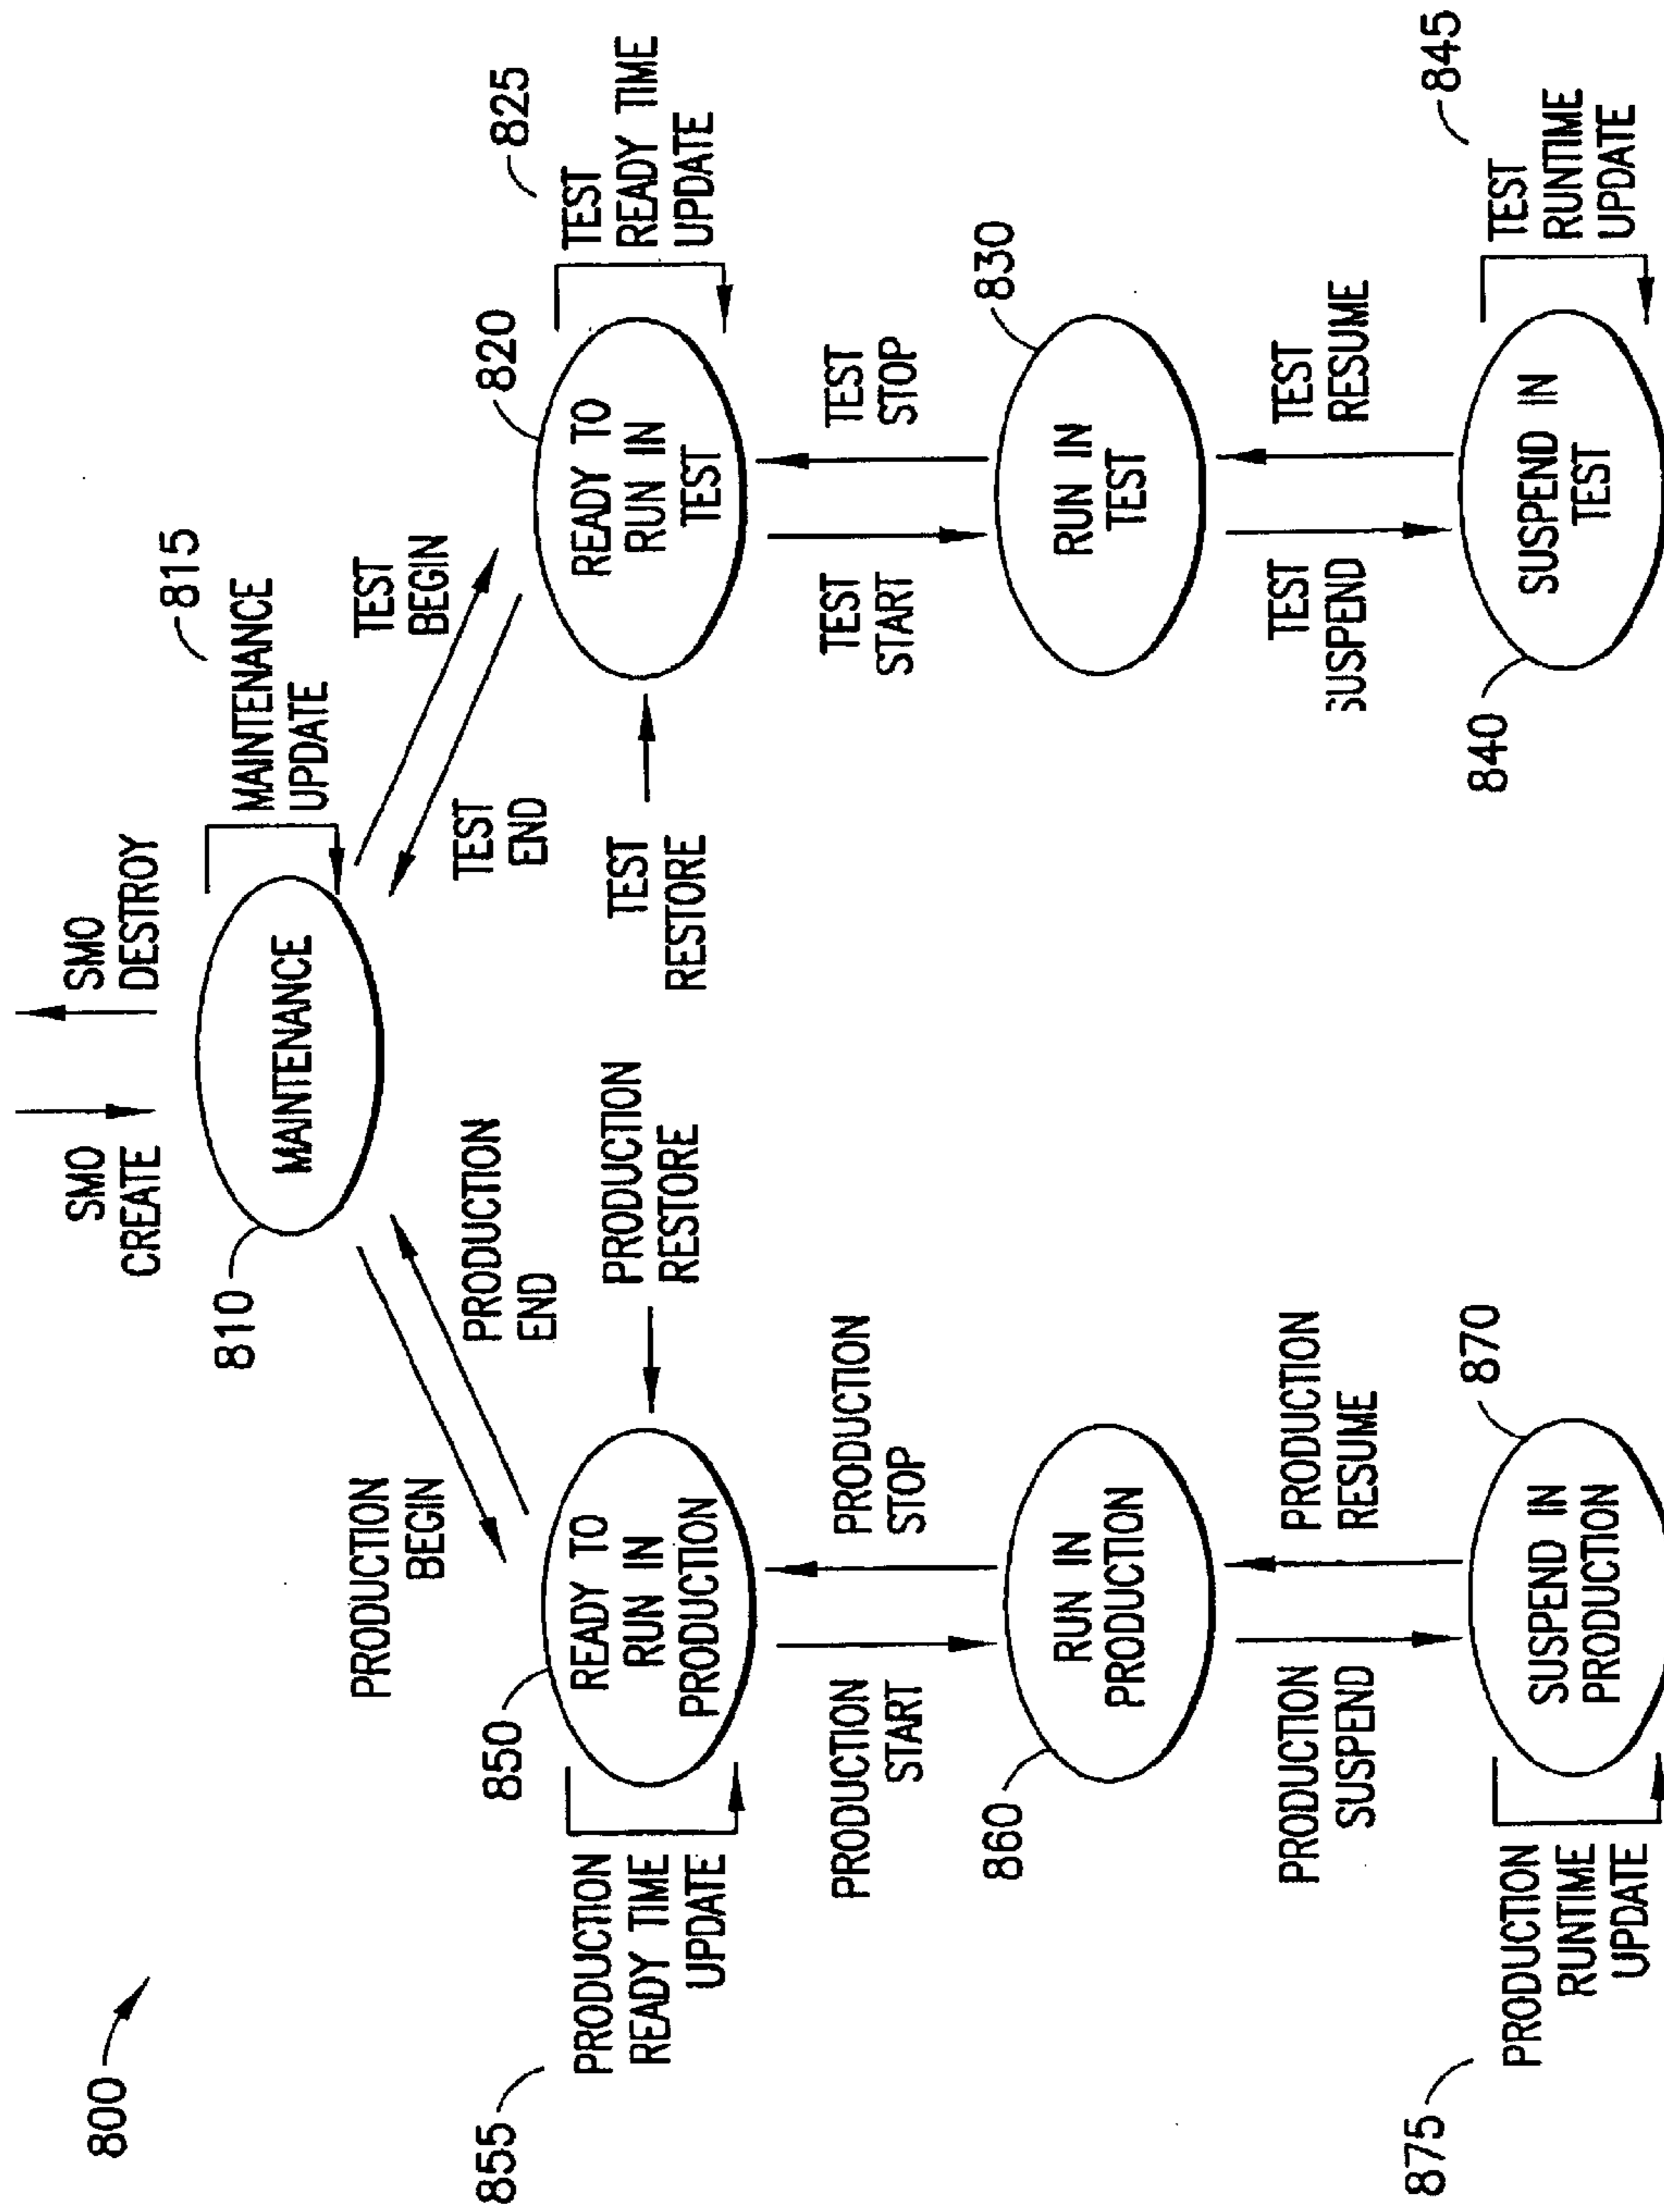 800
SMO
CREATE
SMO
DESTROY
810
MAINTENANCE
MAINTENANCE
UPDATE
815
PRODUCTION
BEGIN
PRODUCTION
END
TEST
END
TEST
BEGIN
855
PRODUCTION
READY TIME
UPDATE
850
READY TO
RUN IN
PRODUCTION
PRODUCTION
RESTORE
TEST
RESTORE
820
READY TO
RUN IN
TEST
825
TEST
READY TIME
UPDATE
PRODUCTION
START
PRODUCTION
STOP
TEST
START
TEST
STOP
860
RUN IN
PRODUCTION
RUN IN
TEST
830
PRODUCTION
SUSPEND
PRODUCTION
RESUME
TEST
SUSPEND
TEST
RESUME
875
PRODUCTION
RUNTIME
UPDATE
SUSPEND IN
PRODUCTION
870
840
SUSPEND IN
TEST
845
TEST
RUNTIME
UPDATE